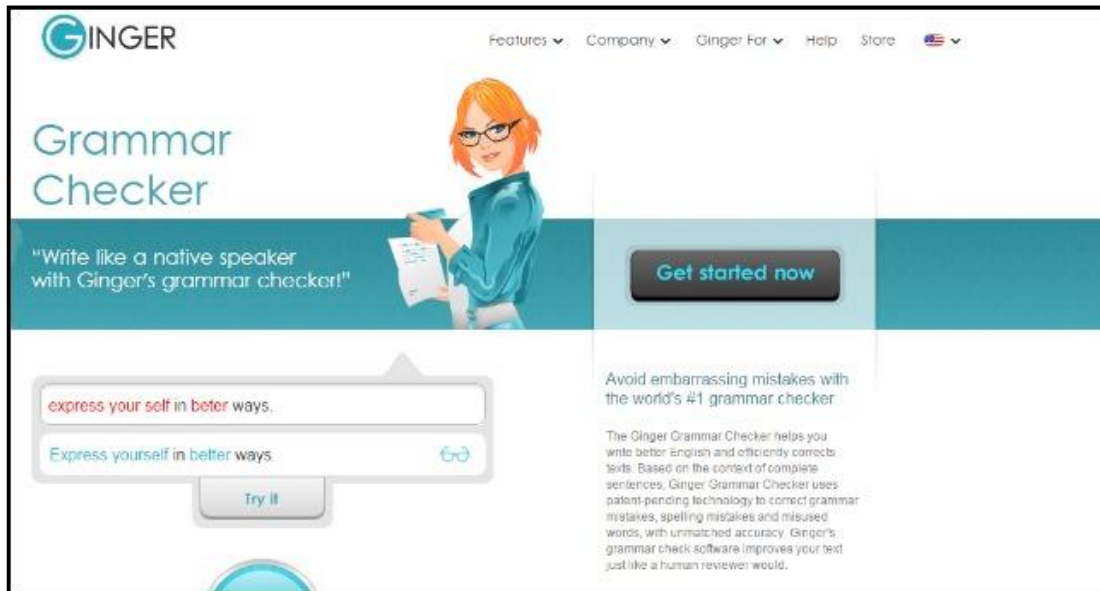 GINGER
Features Company Ginger For Help Store
Grammar
Checker
"Write like a native speaker
with Ginger's grammar checker!"
Get started now
express your self in beter ways.
Express yourself in better ways.
Try it
Avoid embarrassing mistakes with
the world's #1 grammar checker
The Ginger Grammar Checker helps you
write better English and efficiently corrects
texts. Based on the context of complete
sentences, Ginger Grammar Checker uses
patent-pending technology to correct grammar
mistakes, spelling mistakes and misused
words, with unmatched accuracy. Ginger's
grammar check software improves your text
just like a human reviewer would.